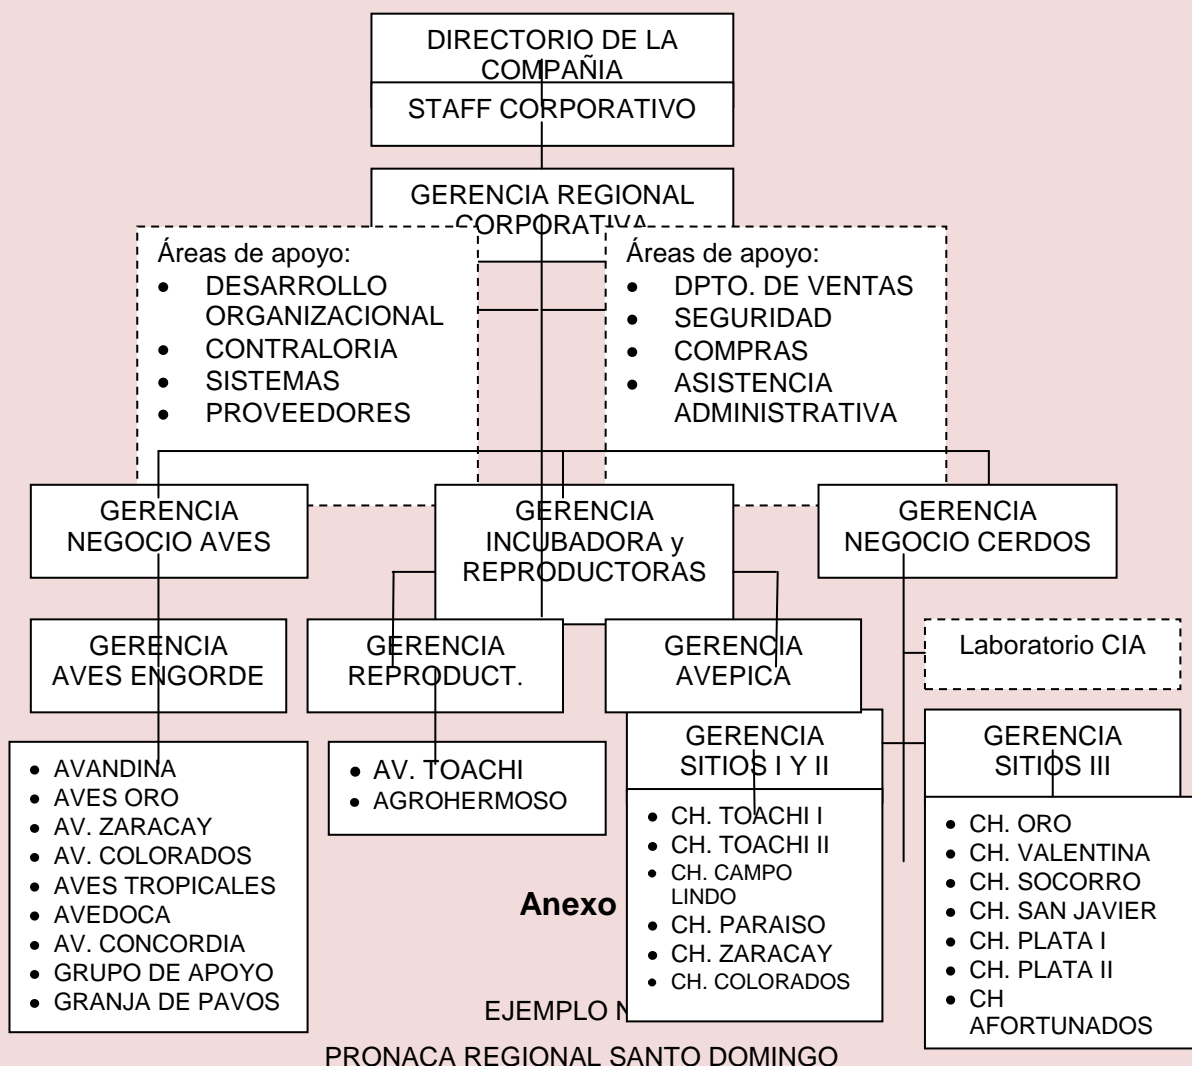 DIRECTORIO DE LA
COMPAÑIA
STAFF CORPORATIVO
GERENCIA REGIONAL
CORPORATIVA
Áreas de apoyo:
• DESARROLLO
ORGANIZACIONAL
• CONTRALORIA
• SISTEMAS
• PROVEEDORES
Áreas de apoyo:
• DPTO. DE VENTAS
• SEGURIDAD
• COMPRAS
• ASISTENCIA
ADMINISTRATIVA
GERENCIA
NEGOCIO AVES
GERENCIA
INCUBADORA y
REPRODUCTORAS
GERENCIA
NEGOCIO CERDOS
GERENCIA
AVES ENGORDE
GERENCIA
REPRODUCT.
GERENCIA
AVEPICA
Laboratorio CIA
GERENCIA
SITIOS I Y II
GERENCIA
SITIOS III
• AVANDINA
• AVES ORO
• AV. ZARACAY
• AV. COLORADOS
• AVES TROPICALES
• AVEDOCA
• AV. CONCORDIA
• GRUPO DE APOYO
• GRANJA DE PAVOS
• AV. TOACHI
• AGROHERMOSO
• CH. TOACHI I
• CH. TOACHI II
• CH. CAMPO
LINDO
• CH. PARAISO
• CH. ZARACAY
• CH. COLORADOS
• CH. ORO
• CH. VALENTINA
• CH. SOCORRO
• CH. SAN JAVIER
• CH. PLATA I
• CH. PLATA II
• CH
AFORTUNADOS
Anexo
EJEMPLO N
PRONACA REGIONAL SANTO DOMINGO